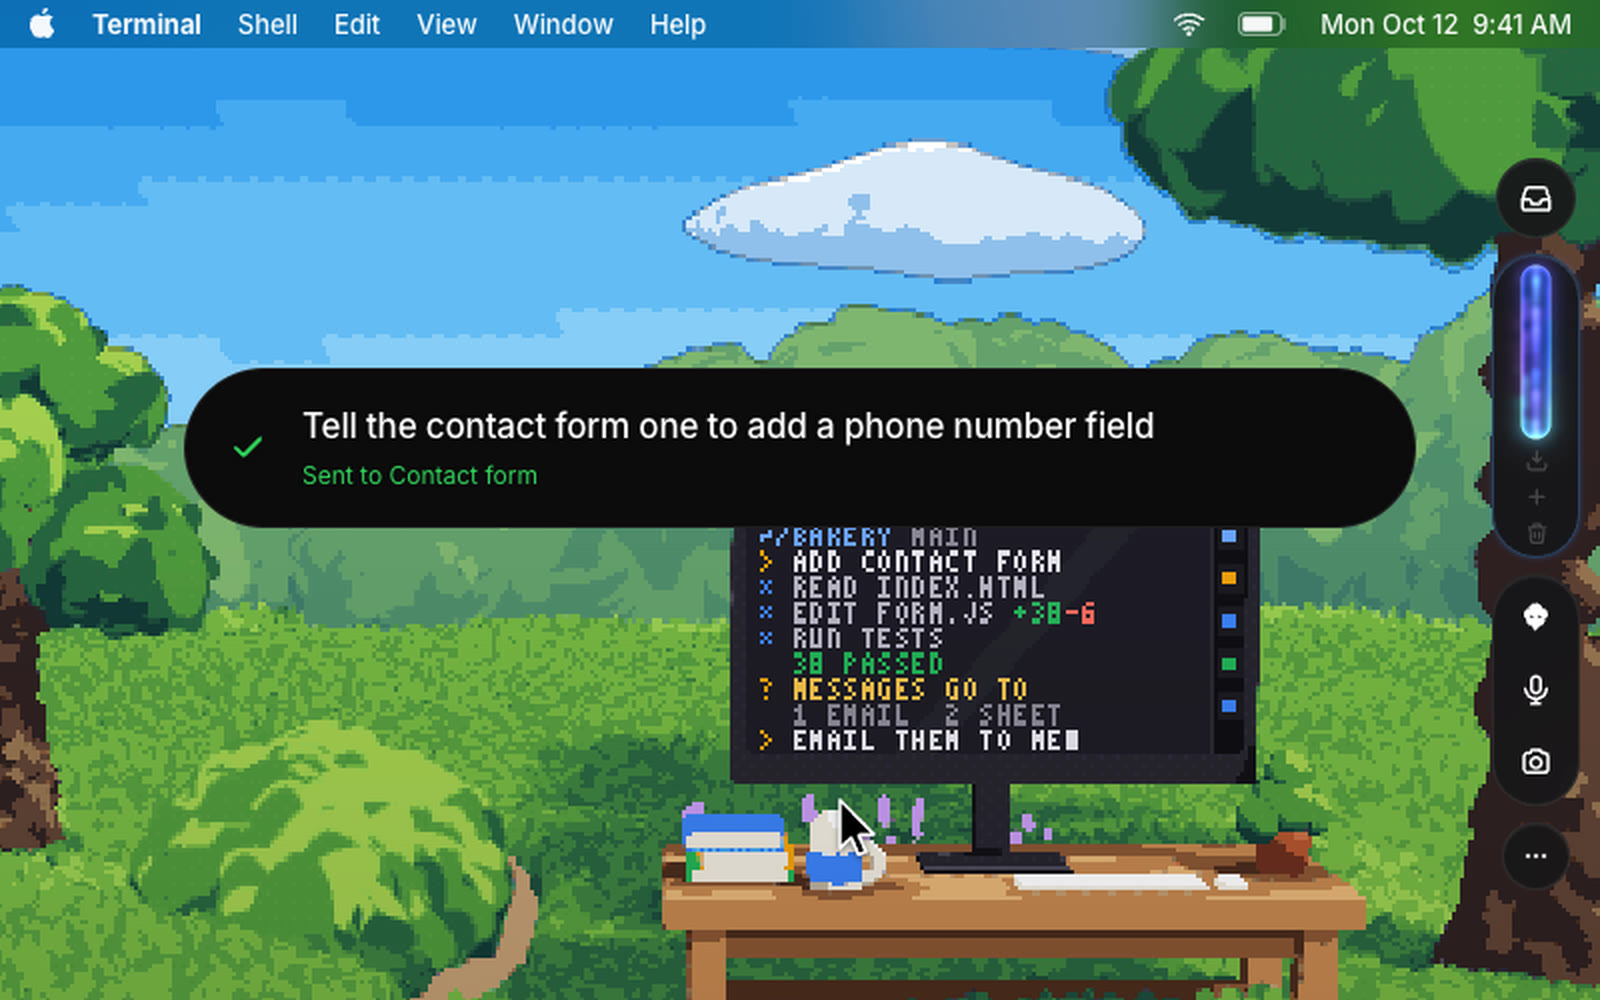 Terminal Shell Edit View Window Help Mon Oct 12 9:41 AM
Tell the contact form one to add a phone number field
Sent to Contact form
~/BAKERY MAIN
> ADD CONTACT FORM
× READ INDEX.HTML
× EDIT FORM.JS +38-6
× RUN TESTS
38 PASSED
? MESSAGES GO TO
1 EMAIL 2 SHEET
> EMAIL THEM TO ME